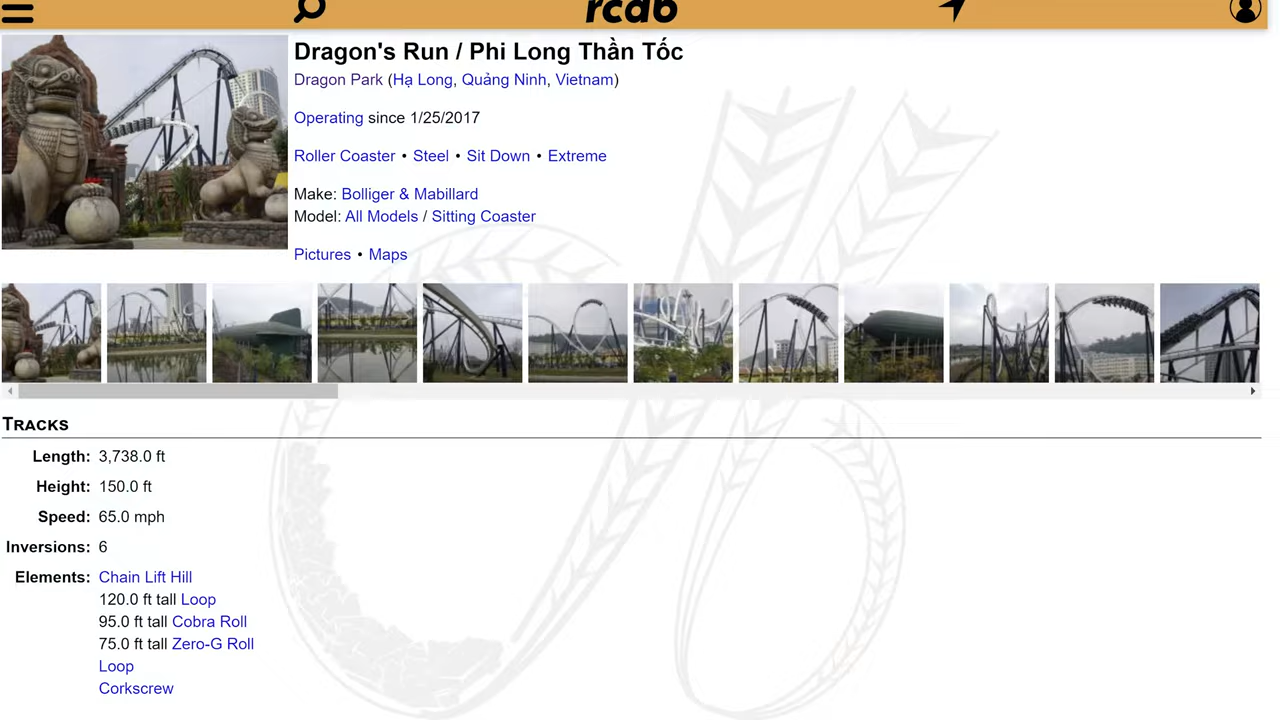 rcdb
Dragon's Run / Phi Long Thần Tốc
Dragon Park (Hạ Long, Quảng Ninh, Vietnam)
Operating since 1/25/2017
Roller Coaster • Steel • Sit Down • Extreme
Make: Bolliger & Mabillard
Model: All Models / Sitting Coaster
Pictures • Maps
Tracks
Length: 3,738.0 ft
Height: 150.0 ft
Speed: 65.0 mph
Inversions: 6
Elements: Chain Lift Hill
120.0 ft tall Loop
95.0 ft tall Cobra Roll
75.0 ft tall Zero-G Roll
Loop
Corkscrew